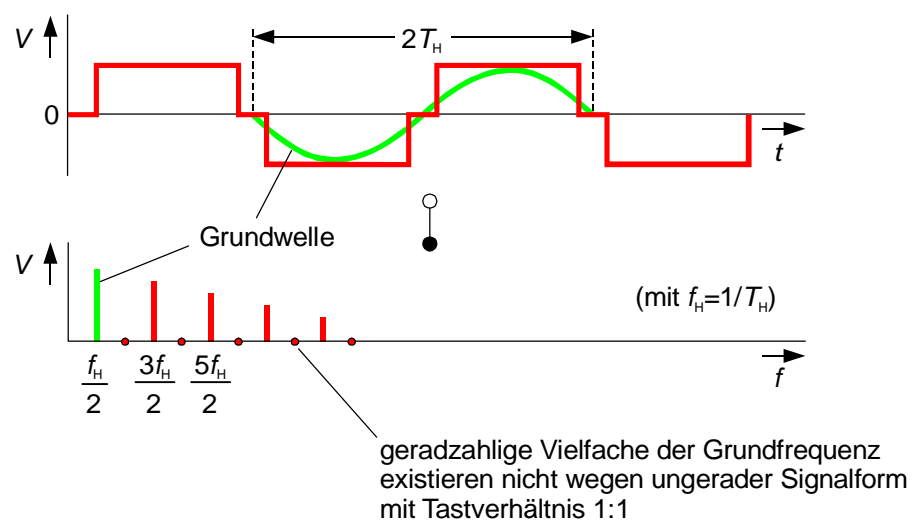 V
2T_H
0
t
Grundwelle
V
(mit f_H=1/T_H)
f_H/2 3f_H/2 5f_H/2
f
geradzahlige Vielfache der Grundfrequenz
existieren nicht wegen ungerader Signalform
mit Tastverhältnis 1:1